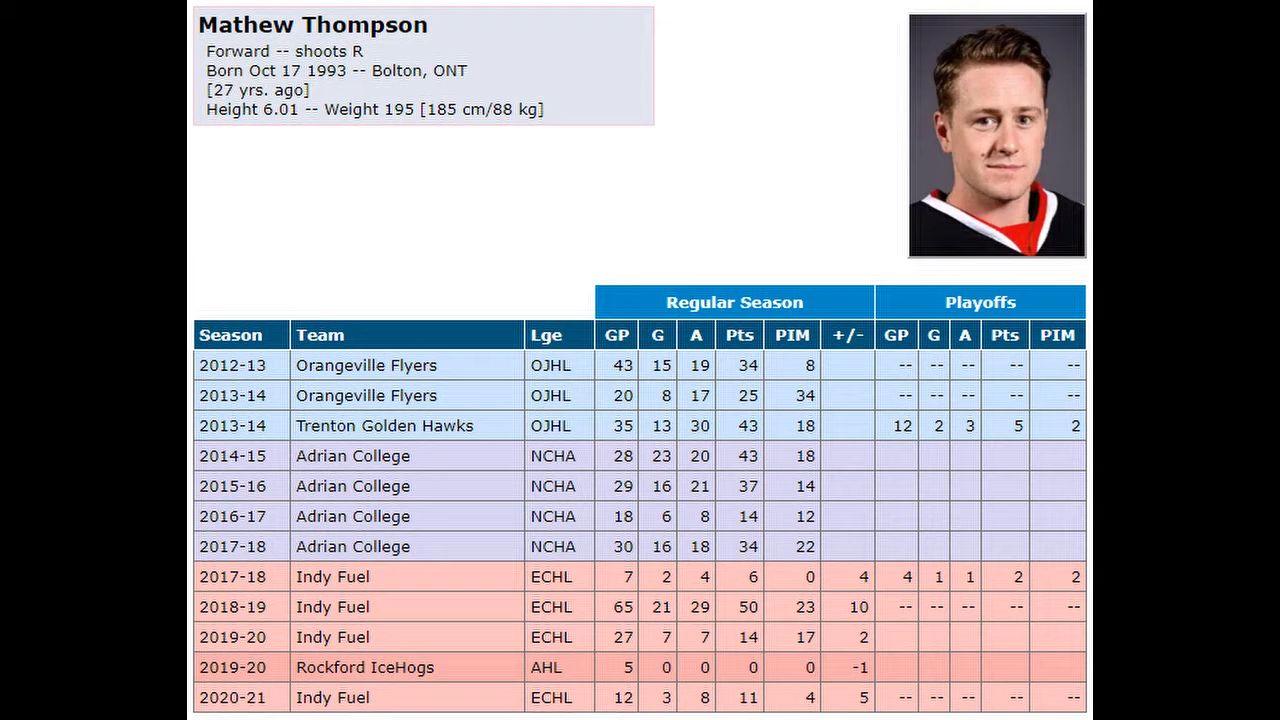 Mathew Thompson
Forward -- shoots R
Born Oct 17 1993 -- Bolton, ONT
[27 yrs. ago]
Height 6.01 -- Weight 195 [185 cm/88 kg]
Regular Season Playoffs
Season Team Lge GP G A Pts PIM +/- GP G A Pts PIM
2012-13 Orangeville Flyers OJHL 43 15 19 34 8 -- -- -- -- --
2013-14 Orangeville Flyers OJHL 20 8 17 25 34 -- -- -- -- --
2013-14 Trenton Golden Hawks OJHL 35 13 30 43 18 12 2 3 5 2
2014-15 Adrian College NCHA 28 23 20 43 18
2015-16 Adrian College NCHA 29 16 21 37 14
2016-17 Adrian College NCHA 18 6 8 14 12
2017-18 Adrian College NCHA 30 16 18 34 22
2017-18 Indy Fuel ECHL 7 2 4 6 0 4 4 1 1 2 2
2018-19 Indy Fuel ECHL 65 21 29 50 23 10 -- -- -- -- --
2019-20 Indy Fuel ECHL 27 7 7 14 17 2
2019-20 Rockford IceHogs AHL 5 0 0 0 0 -1
2020-21 Indy Fuel ECHL 12 3 8 11 4 5 -- -- -- -- --